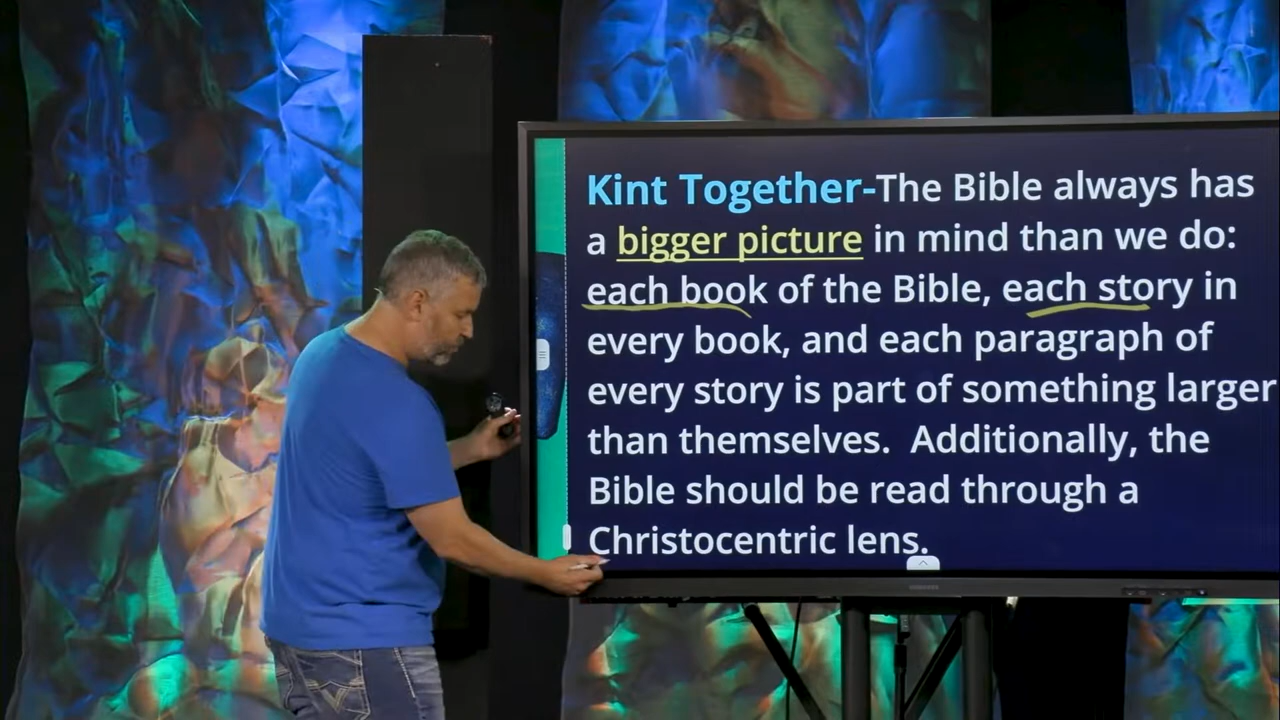 Kint Together-The Bible always has
a bigger picture in mind than we do:
each book of the Bible, each story in
every book, and each paragraph of
every story is part of something larger
than themselves.  Additionally, the
Bible should be read through a
Christocentric lens.
SAMSUNG